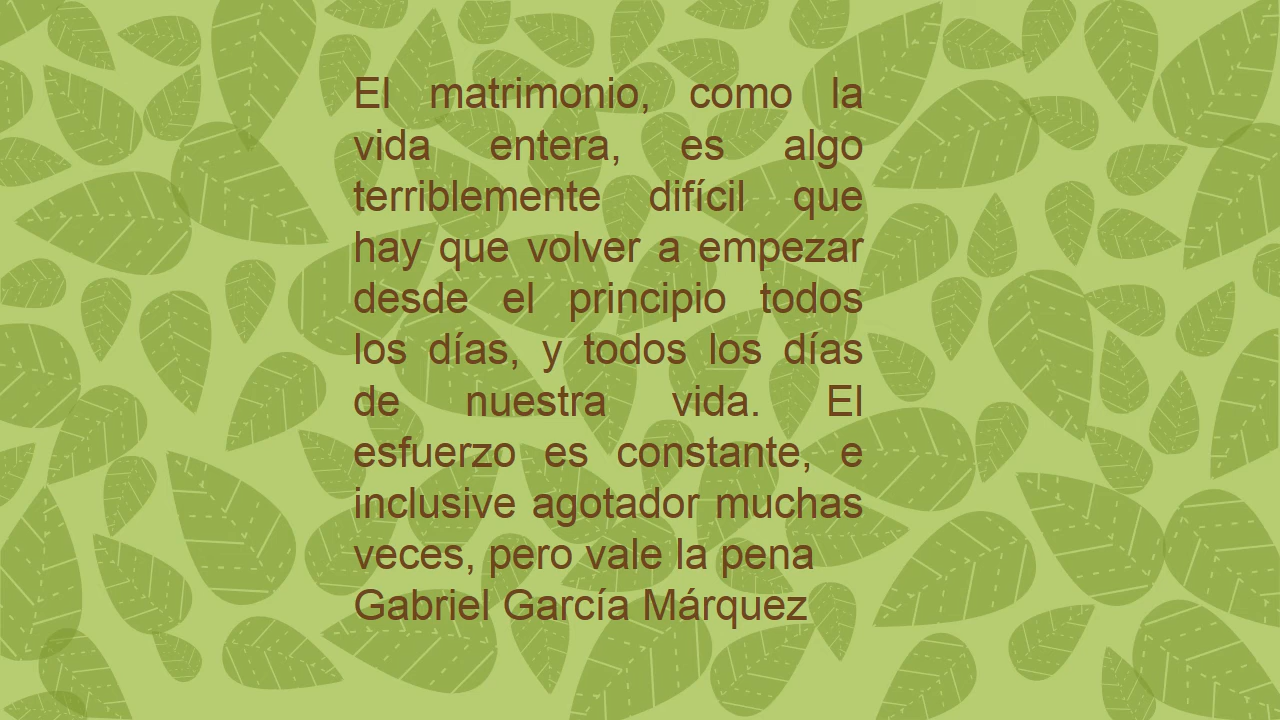 El matrimonio, como la
vida entera, es algo
terriblemente difícil que
hay que volver a empezar
desde el principio todos
los días, y todos los días
de nuestra vida. El
esfuerzo es constante, e
inclusive agotador muchas
veces, pero vale la pena
Gabriel García Márquez